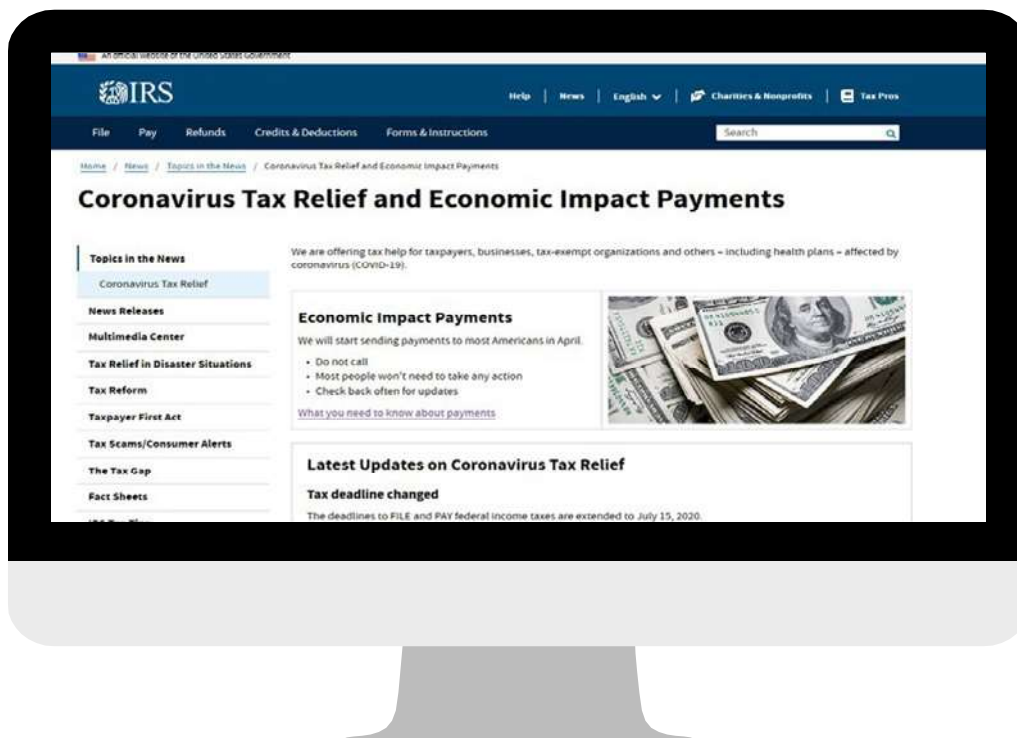 An official website of the United States Government
IRS
Help | News | English | Charities & Nonprofits | Tax Pros
File Pay Refunds Credits & Deductions Forms & Instructions Search
Home / News / Topics in the News / Coronavirus Tax Relief and Economic Impact Payments
Coronavirus Tax Relief and Economic Impact Payments
Topics in the News
Coronavirus Tax Relief
News Releases
Multimedia Center
Tax Relief in Disaster Situations
Tax Reform
Taxpayer First Act
Tax Scams/Consumer Alerts
The Tax Gap
Fact Sheets
We are offering tax help for taxpayers, businesses, tax-exempt organizations and others – including health plans – affected by
coronavirus (COVID-19).
Economic Impact Payments
We will start sending payments to most Americans in April.
• Do not call
• Most people won't need to take any action
• Check back often for updates
What you need to know about payments
Latest Updates on Coronavirus Tax Relief
Tax deadline changed
The deadlines to FILE and PAY federal income taxes are extended to July 15, 2020.